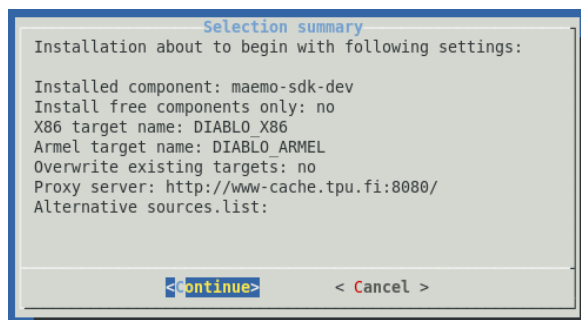 Selection summary
Installation about to begin with following settings:
Installed component: maemo-sdk-dev
Install free components only: no
X86 target name: DIABLO_X86
Armel target name: DIABLO_ARMEL
Overwrite existing targets: no
Proxy server: http://www-cache.tpu.fi:8080/
Alternative sources.list:
<Continue> < Cancel >